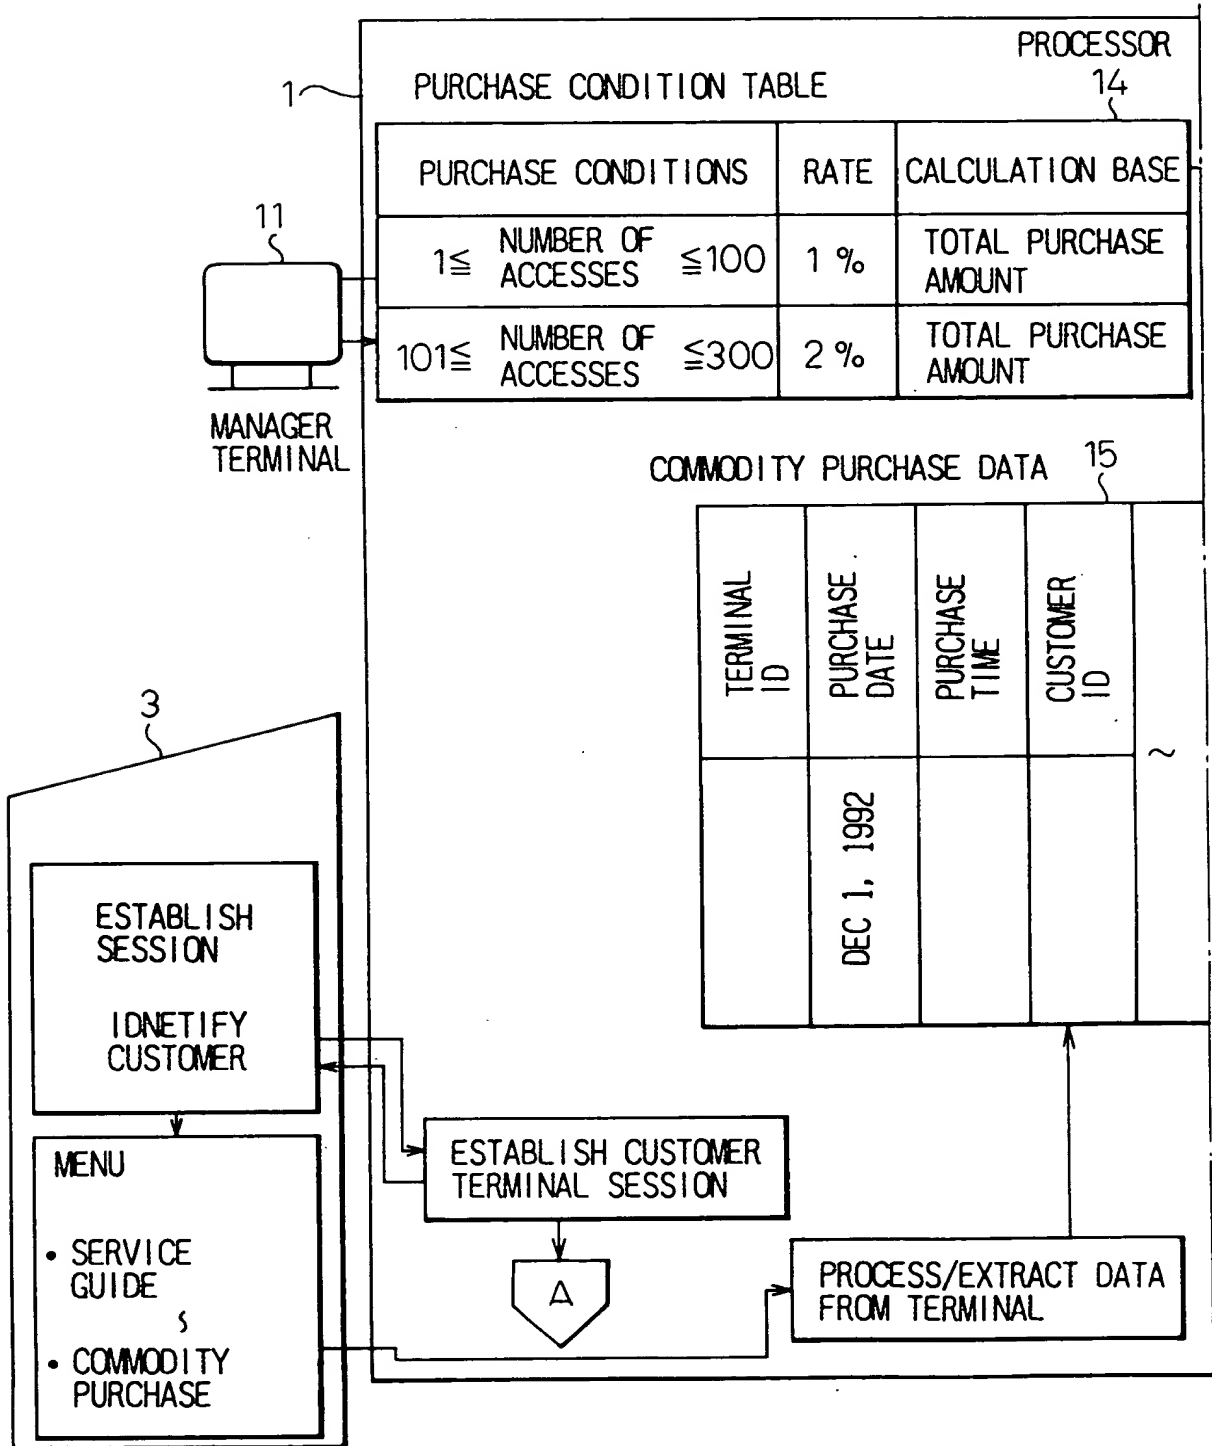 PROCESSOR
1
PURCHASE CONDITION TABLE
14
PURCHASE CONDITIONS
RATE
CALCULATION BASE
1≦ NUMBER OF ACCESSES ≦100
1 %
TOTAL PURCHASE
AMOUNT
101≦ NUMBER OF ACCESSES ≦300
2 %
TOTAL PURCHASE
AMOUNT
11
MANAGER
TERMINAL
COMMODITY PURCHASE DATA
15
TERMINAL
ID
PURCHASE
DATE
PURCHASE
TIME
CUSTOMER
ID
~
DEC 1, 1992
3
ESTABLISH
SESSION
IDNETIFY
CUSTOMER
MENU
• SERVICE
GUIDE
~
• COMMODITY
PURCHASE
ESTABLISH CUSTOMER
TERMINAL SESSION
A
PROCESS/EXTRACT DATA
FROM TERMINAL